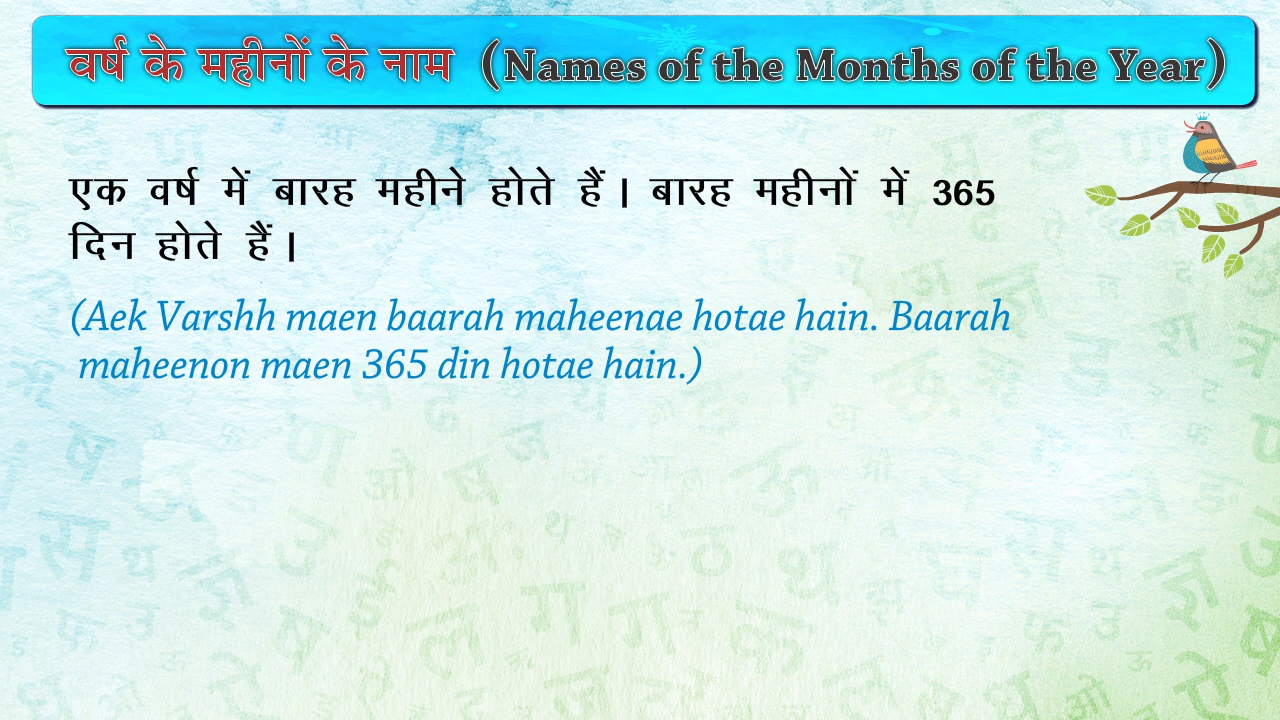 वर्ष के महीनों के नाम (Names of the Months of the Year)
एक वर्ष में बारह महीने होते हैं। बारह महीनों में 365
दिन होते हैं।
(Aek Varshh maen baarah maheenae hotae hain. Baarah
maheenon maen 365 din hotae hain.)